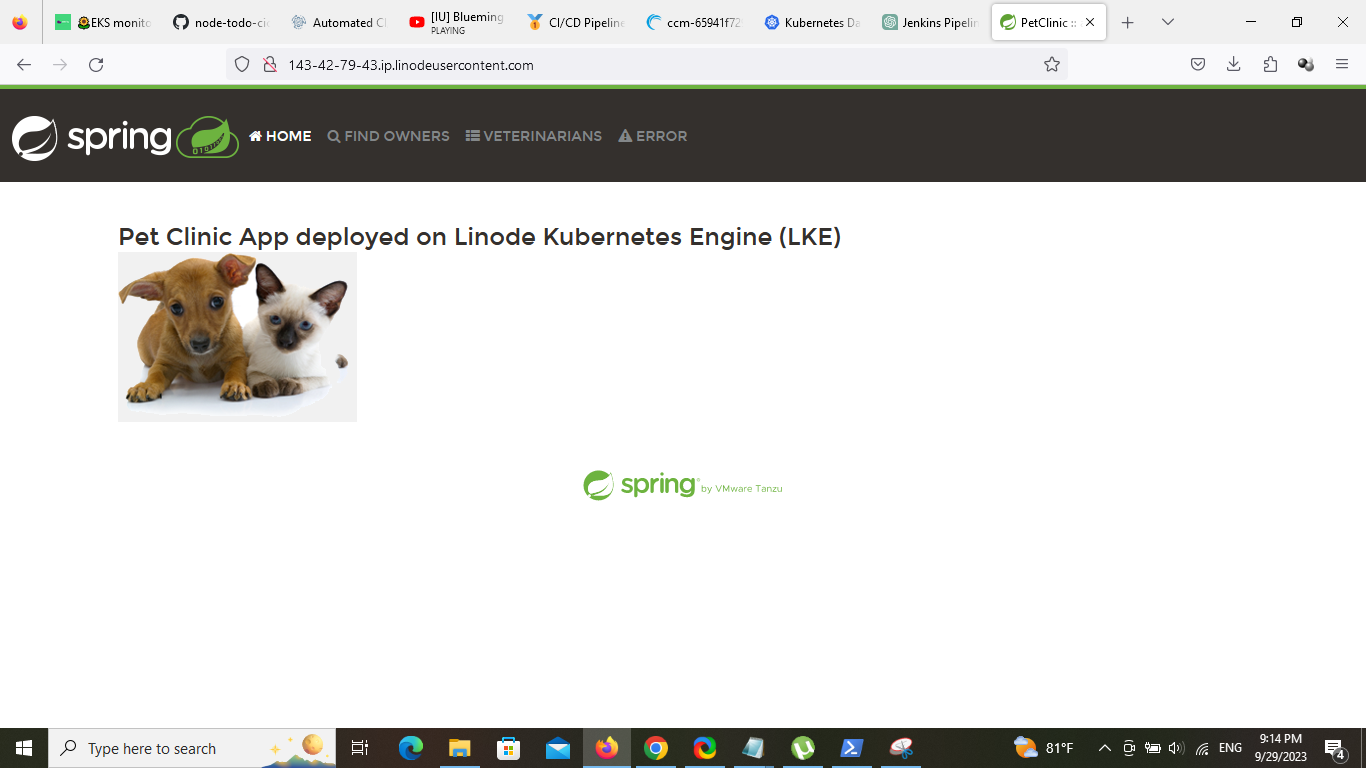 EKS monito
node-todo-cic
Automated CI
[IU] Blueming
PLAYING
CI/CD Pipeline
ccm-65941f729
Kubernetes Da
Jenkins Pipelin
PetClinic ::
143-42-79-43.ip.linodeusercontent.com
spring
HOME
FIND OWNERS
VETERINARIANS
ERROR
Pet Clinic App deployed on Linode Kubernetes Engine (LKE)
spring by VMware Tanzu
Type here to search
81°F
ENG
9:14 PM
9/29/2023
4